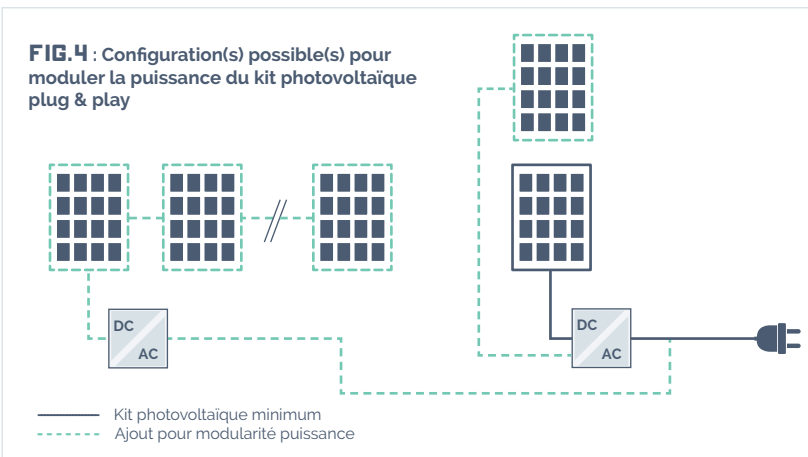 FIG.4 : Configuration(s) possible(s) pour
moduler la puissance du kit photovoltaïque
plug & play
DC
AC
DC
AC
Kit photovoltaïque minimum
Ajout pour modularité puissance